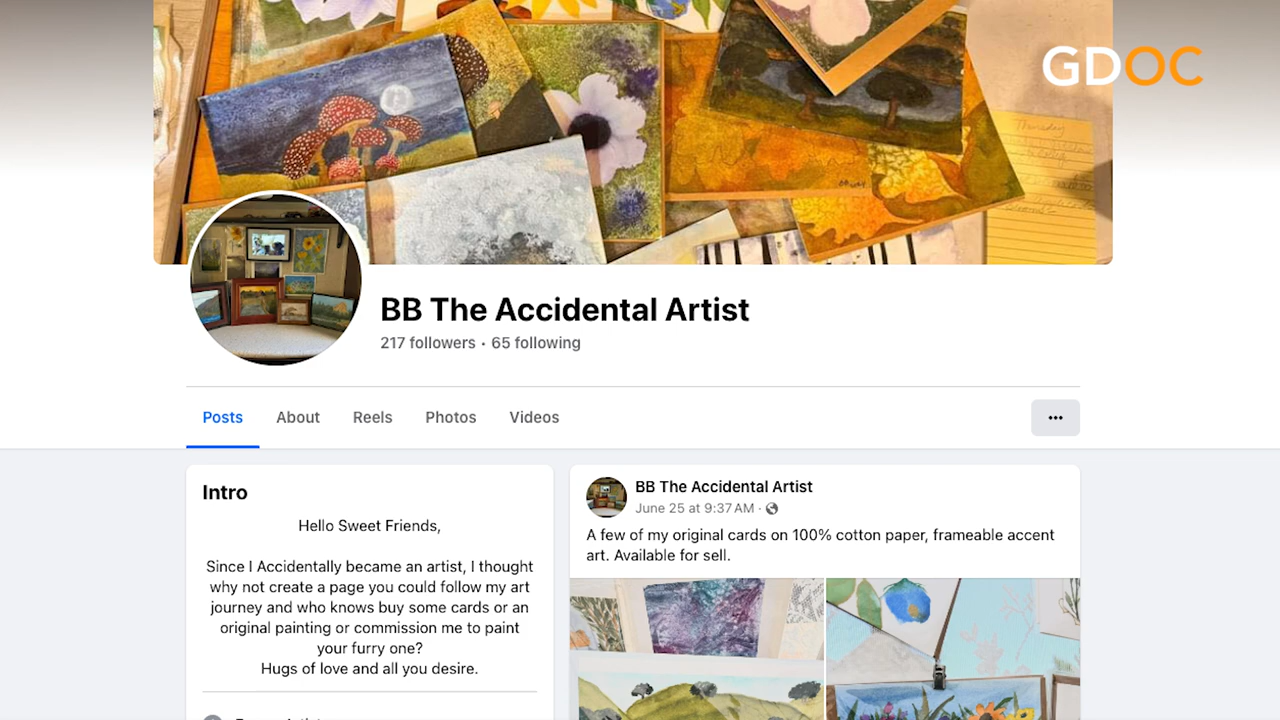 GDOC
BB The Accidental Artist
217 followers · 65 following
Posts
About
Reels
Photos
Videos
Intro
Hello Sweet Friends,
Since I Accidentally became an artist, I thought
why not create a page you could follow my art
journey and who knows buy some cards or an
original painting or commission me to paint
your furry one?
Hugs of love and all you desire.
BB The Accidental Artist
June 25 at 9:37 AM ·
A few of my original cards on 100% cotton paper, frameable accent
art. Available for sell.